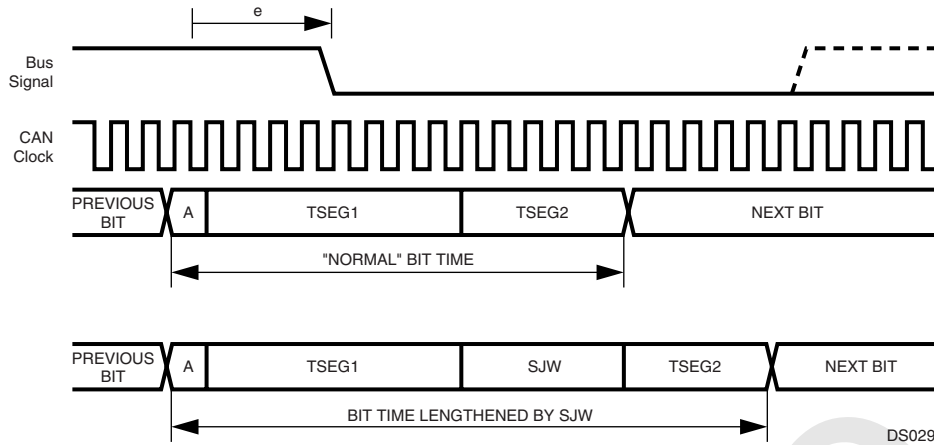 e
Bus
Signal
CAN
Clock
PREVIOUS
BIT
A
TSEG1
TSEG2
NEXT BIT
"NORMAL" BIT TIME
PREVIOUS
BIT
A
TSEG1
SJW
TSEG2
NEXT BIT
BIT TIME LENGTHENED BY SJW
DS029